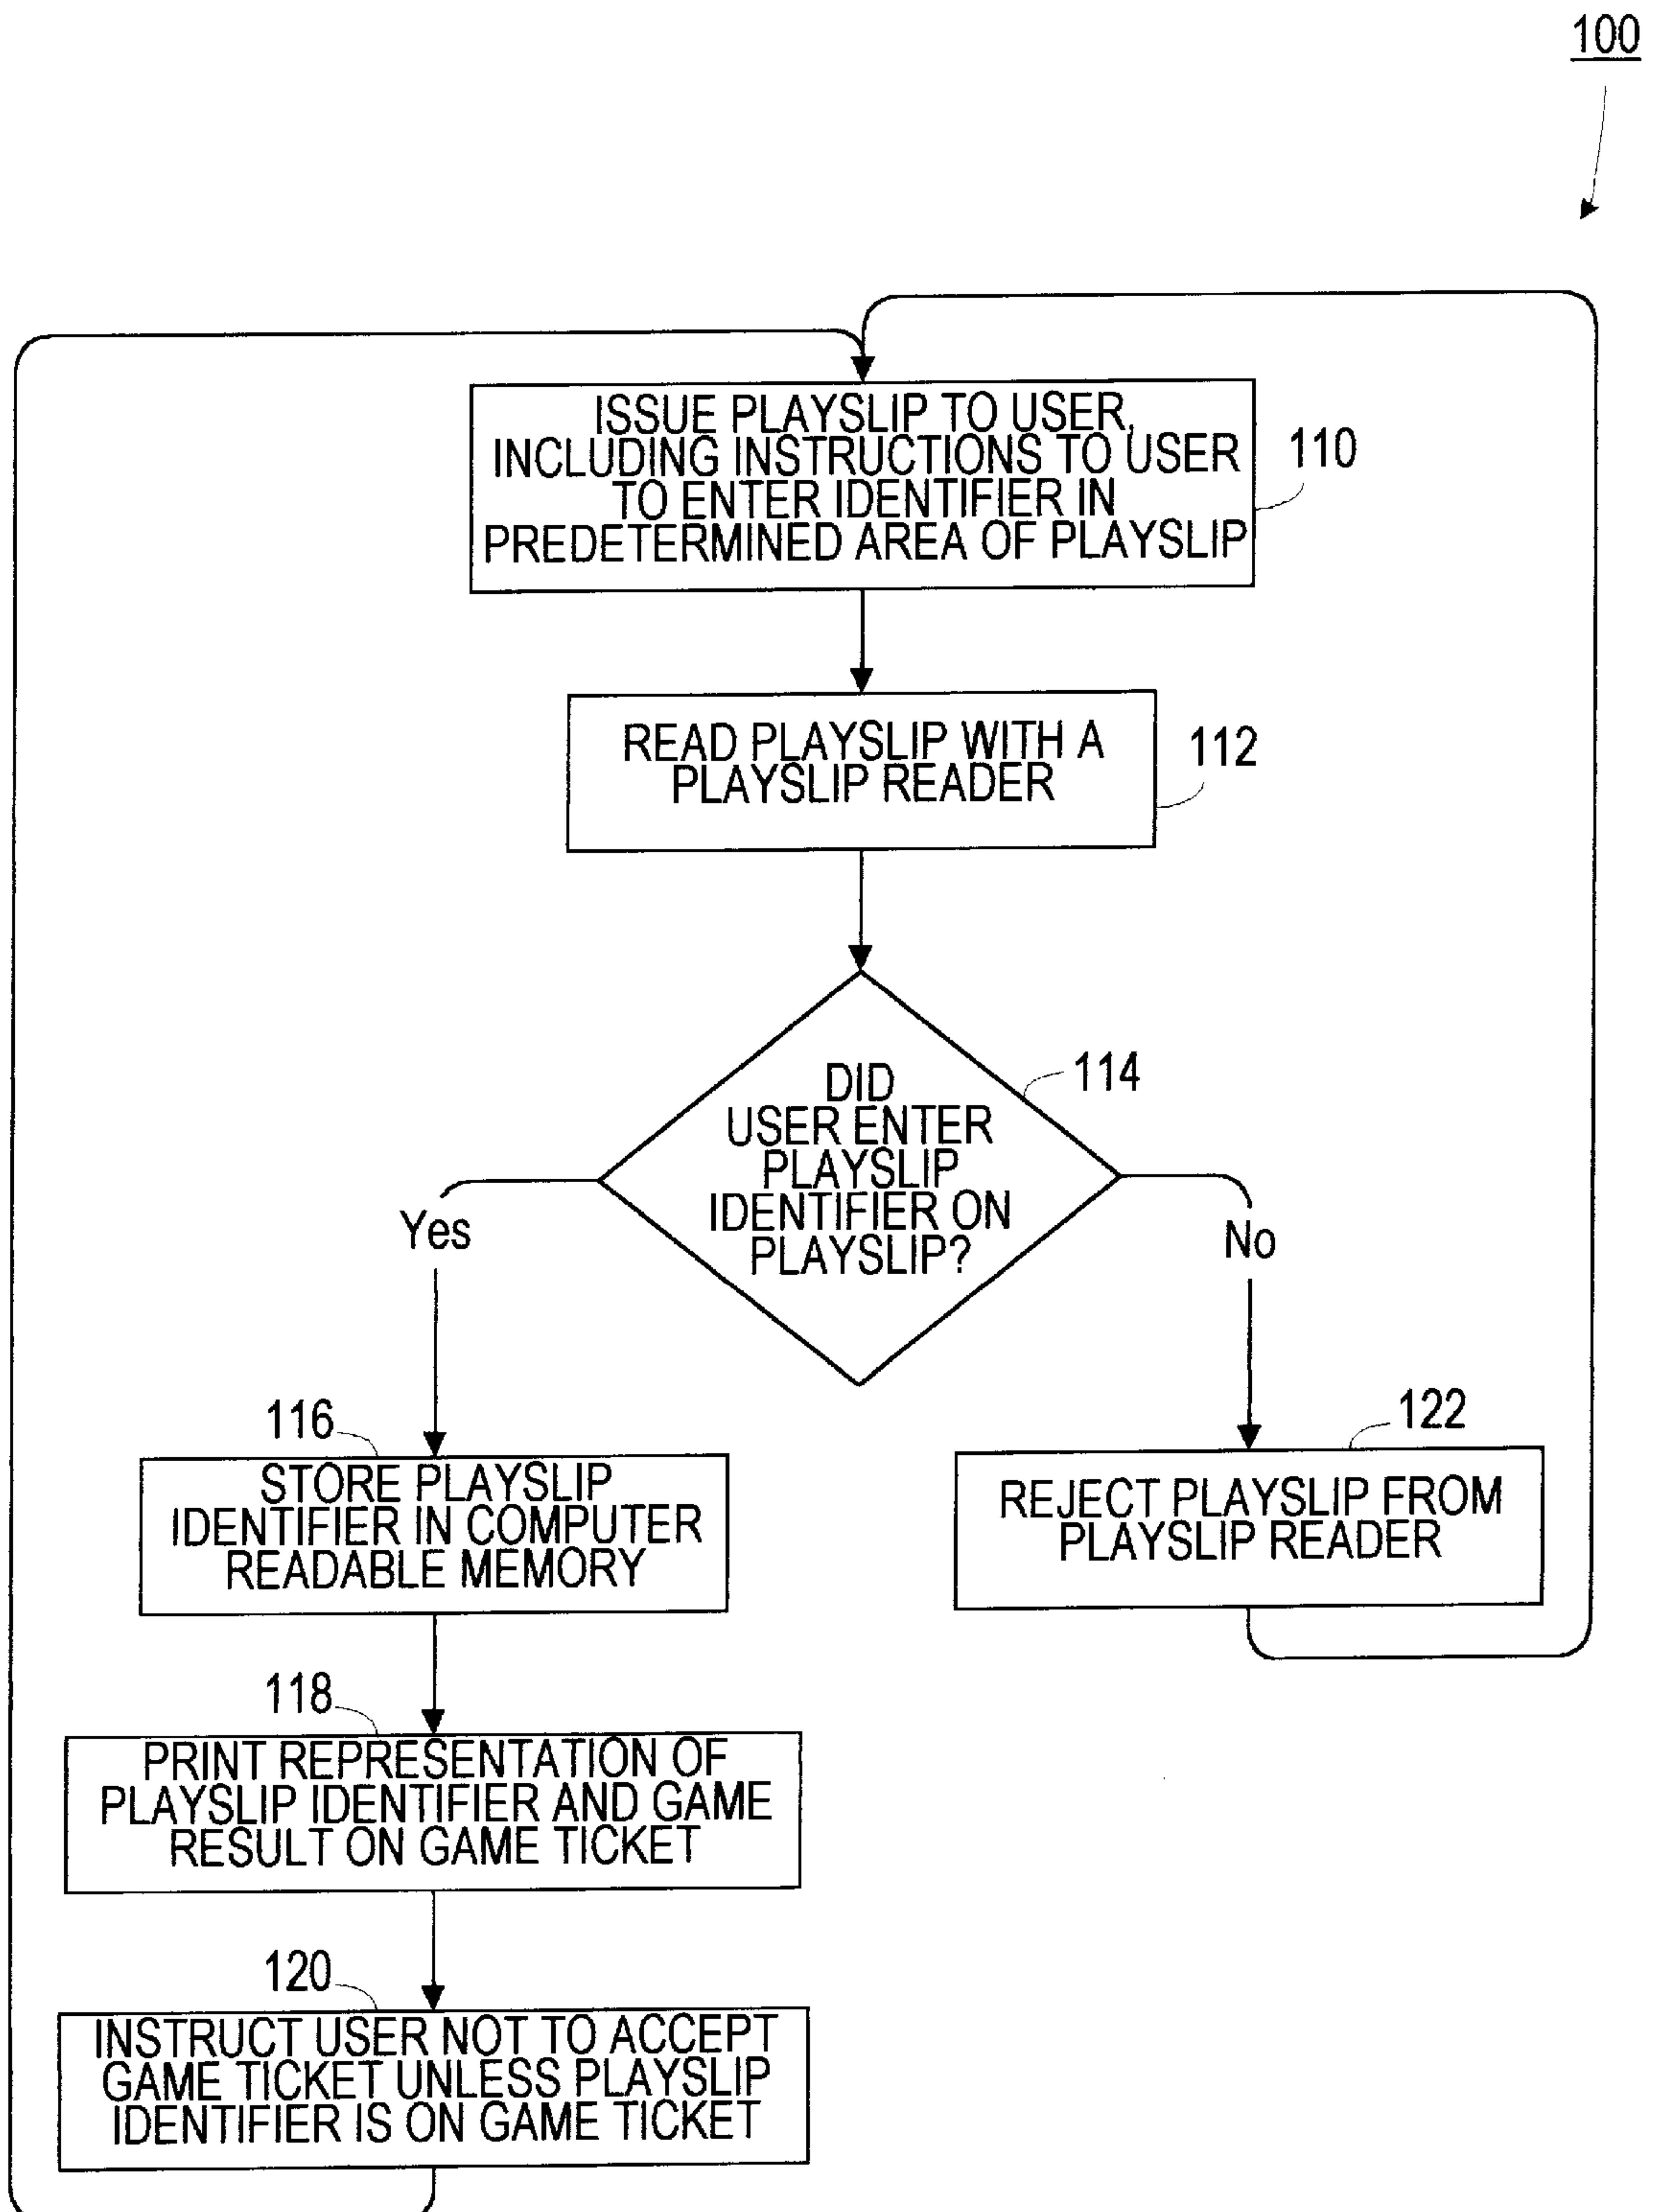 100
ISSUE PLAYSLIP TO USER,
INCLUDING INSTRUCTIONS TO USER
TO ENTER IDENTIFIER IN
PREDETERMINED AREA OF PLAYSLIP
110
READ PLAYSLIP WITH A
PLAYSLIP READER
112
DID
USER ENTER
PLAYSLIP
IDENTIFIER ON
PLAYSLIP?
114
Yes
No
116
STORE PLAYSLIP
IDENTIFIER IN COMPUTER
READABLE MEMORY
122
REJECT PLAYSLIP FROM
PLAYSLIP READER
118
PRINT REPRESENTATION OF
PLAYSLIP IDENTIFIER AND GAME
RESULT ON GAME TICKET
120
INSTRUCT USER NOT TO ACCEPT
GAME TICKET UNLESS PLAYSLIP
IDENTIFIER IS ON GAME TICKET